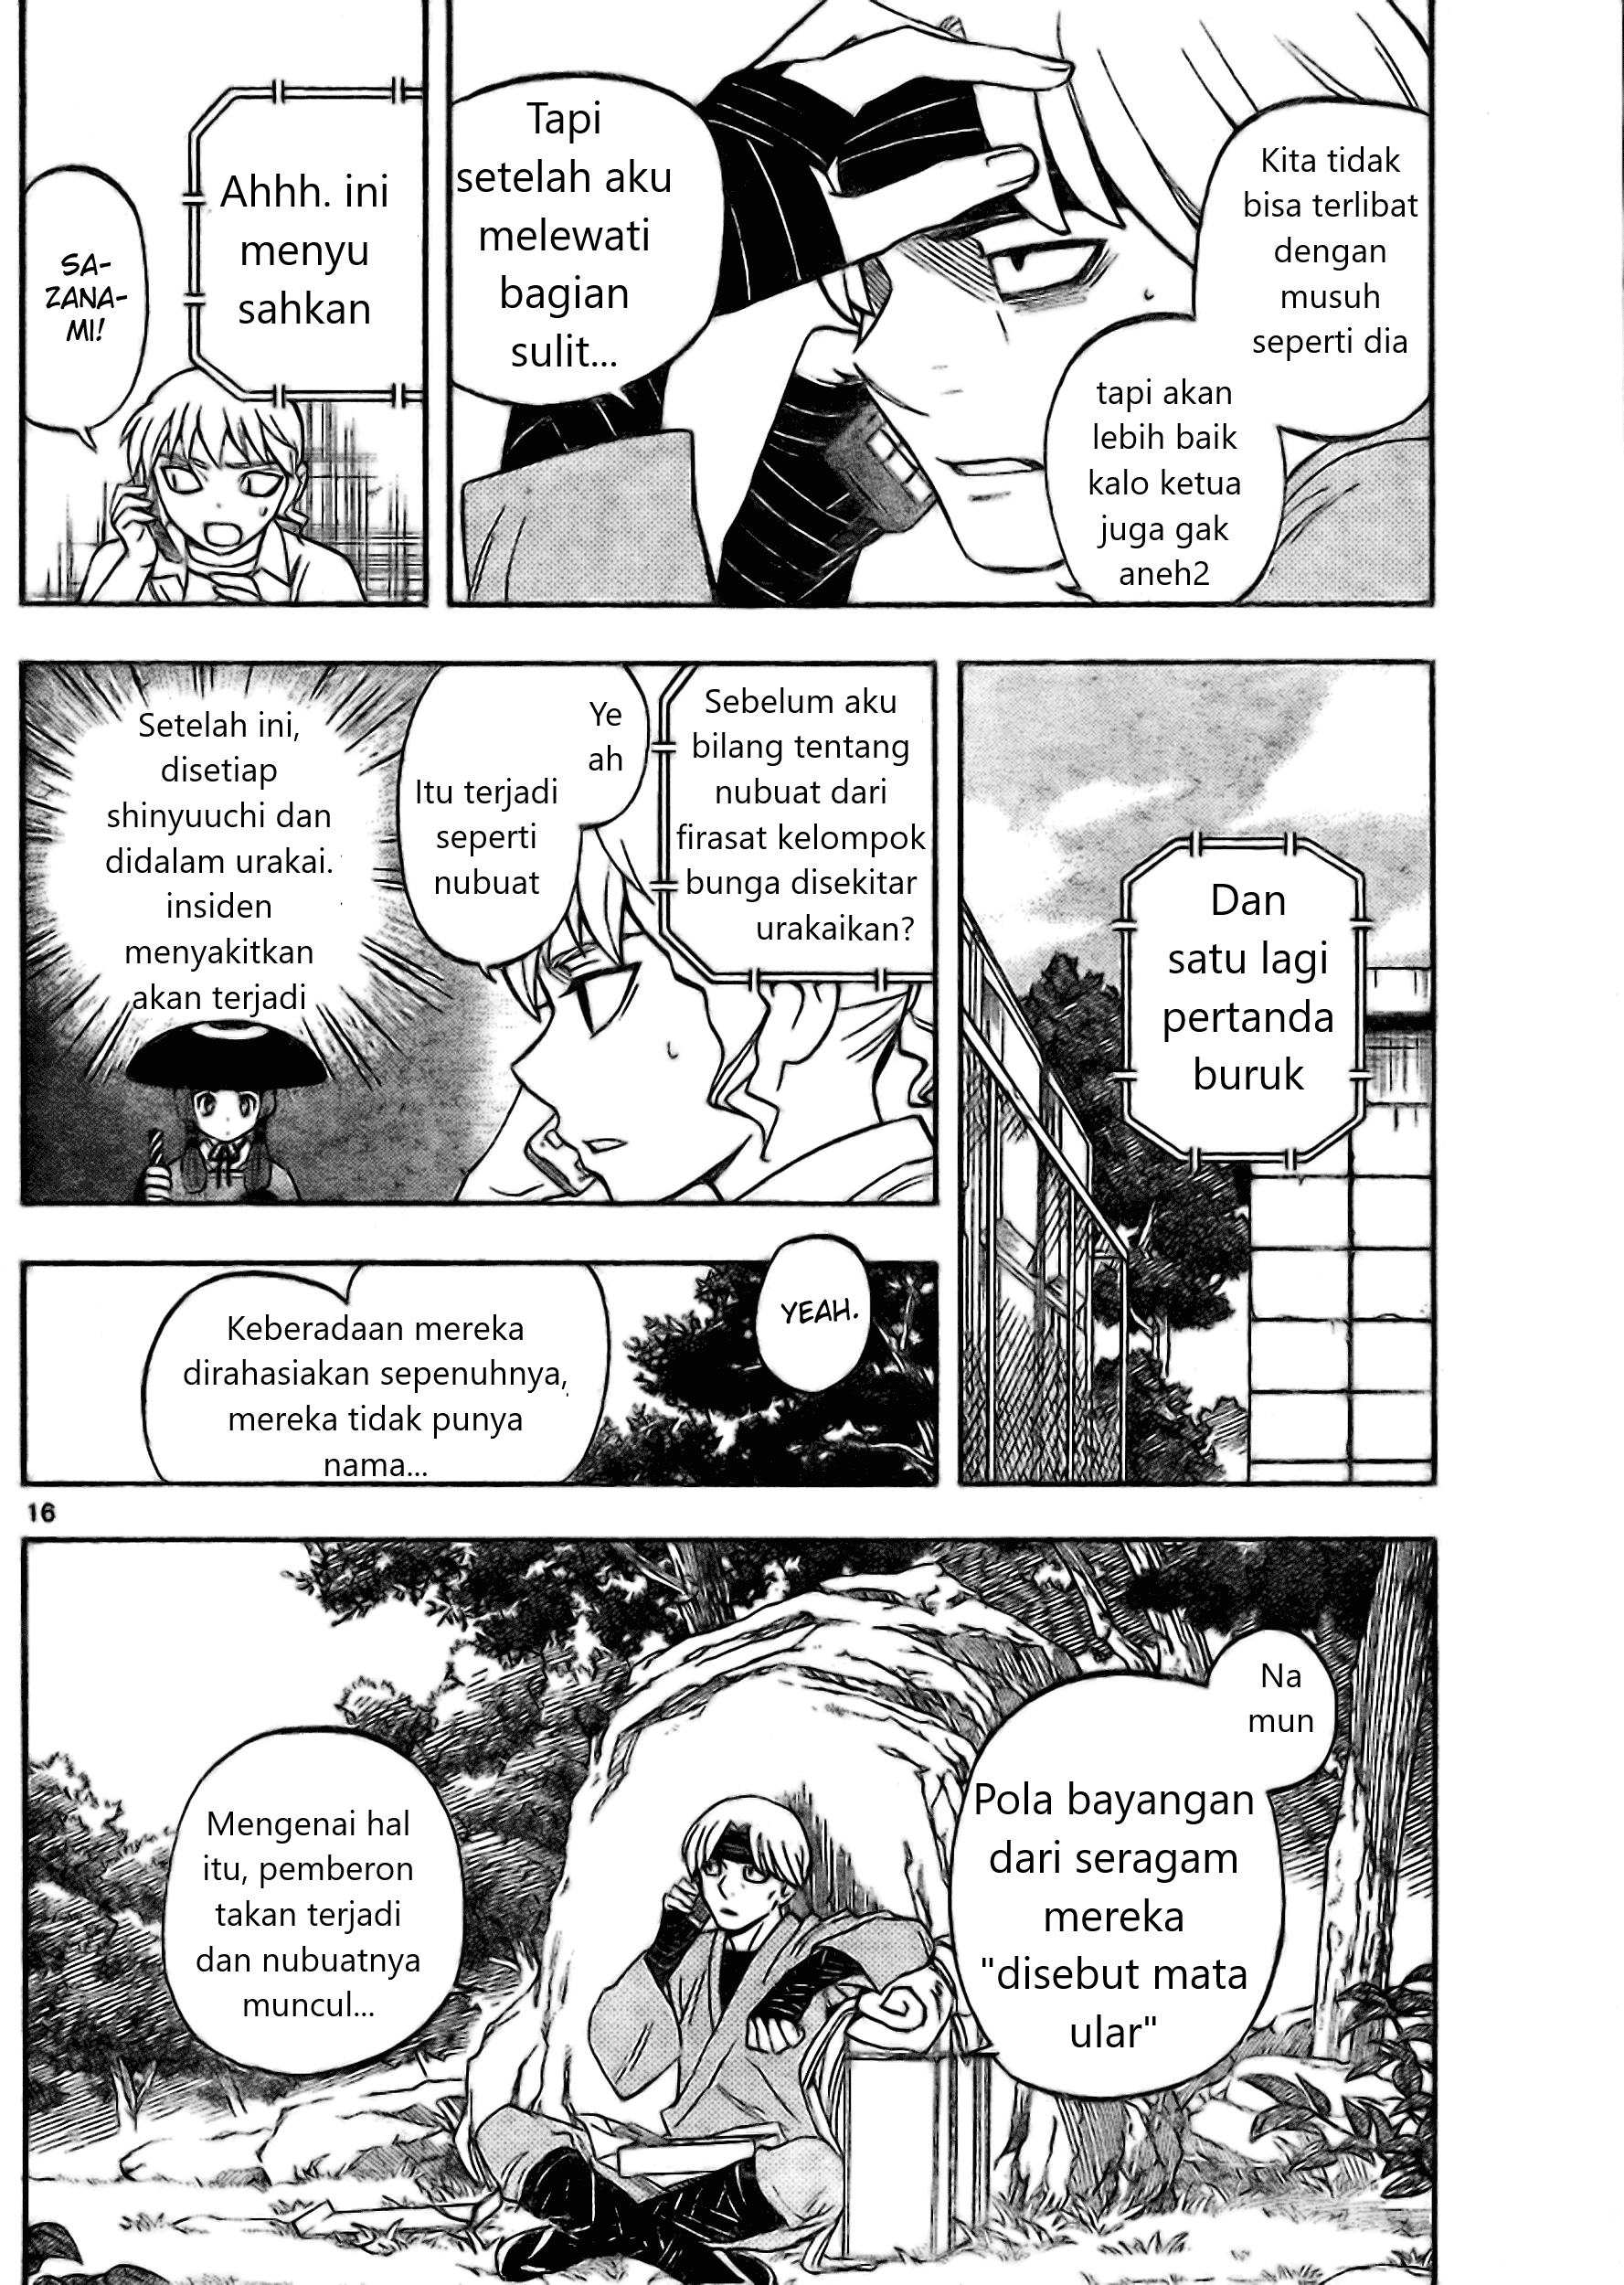 Kita tidak
bisa terlibat
dengan
musuh
seperti dia
tapi akan
lebih baik
kalo ketua
juga gak
aneh2
Tapi
setelah aku
melewati
bagian
sulit...
Ahhh. ini
menyu
sahkan
SA-
ZANA-
MI!
Dan
satu lagi
pertanda
buruk
Sebelum aku
bilang tentang
nubuat dari
firasat kelompok
bunga disekitar
urakaikan?
Ye
ah
Itu terjadi
seperti
nubuat
Setelah ini,
disetiap
shinyuuchi dan
didalam urakai.
insiden
menyakitkan
akan terjadi
YEAH.
Keberadaan mereka
dirahasiakan sepenuhnya,
mereka tidak punya
nama...
16
Na
mun
Pola bayangan
dari seragam
mereka
"disebut mata
ular"
Mengenai hal
itu, pemberon
takan terjadi
dan nubuatnya
muncul...